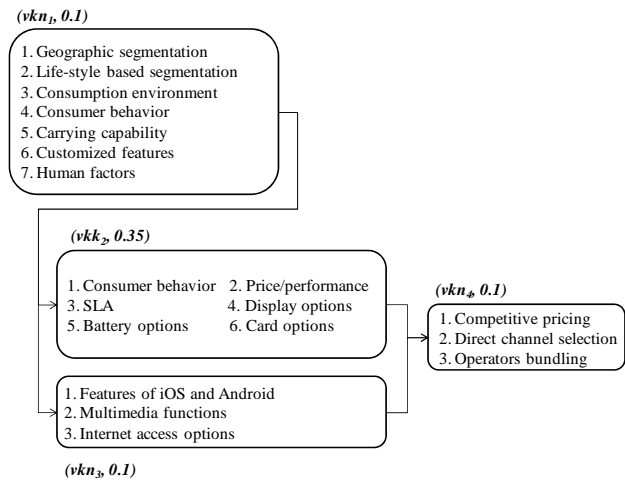 (vkn1, 0.1)
1. Geographic segmentation
2. Life-style based segmentation
3. Consumption environment
4. Consumer behavior
5. Carrying capability
6. Customized features
7. Human factors
(vkk2, 0.35)
1. Consumer behavior 2. Price/performance
3. SLA 4. Display options
5. Battery options 6. Card options
(vkn4, 0.1)
1. Competitive pricing
2. Direct channel selection
3. Operators bundling
1. Features of iOS and Android
2. Multimedia functions
3. Internet access options
(vkn3, 0.1)